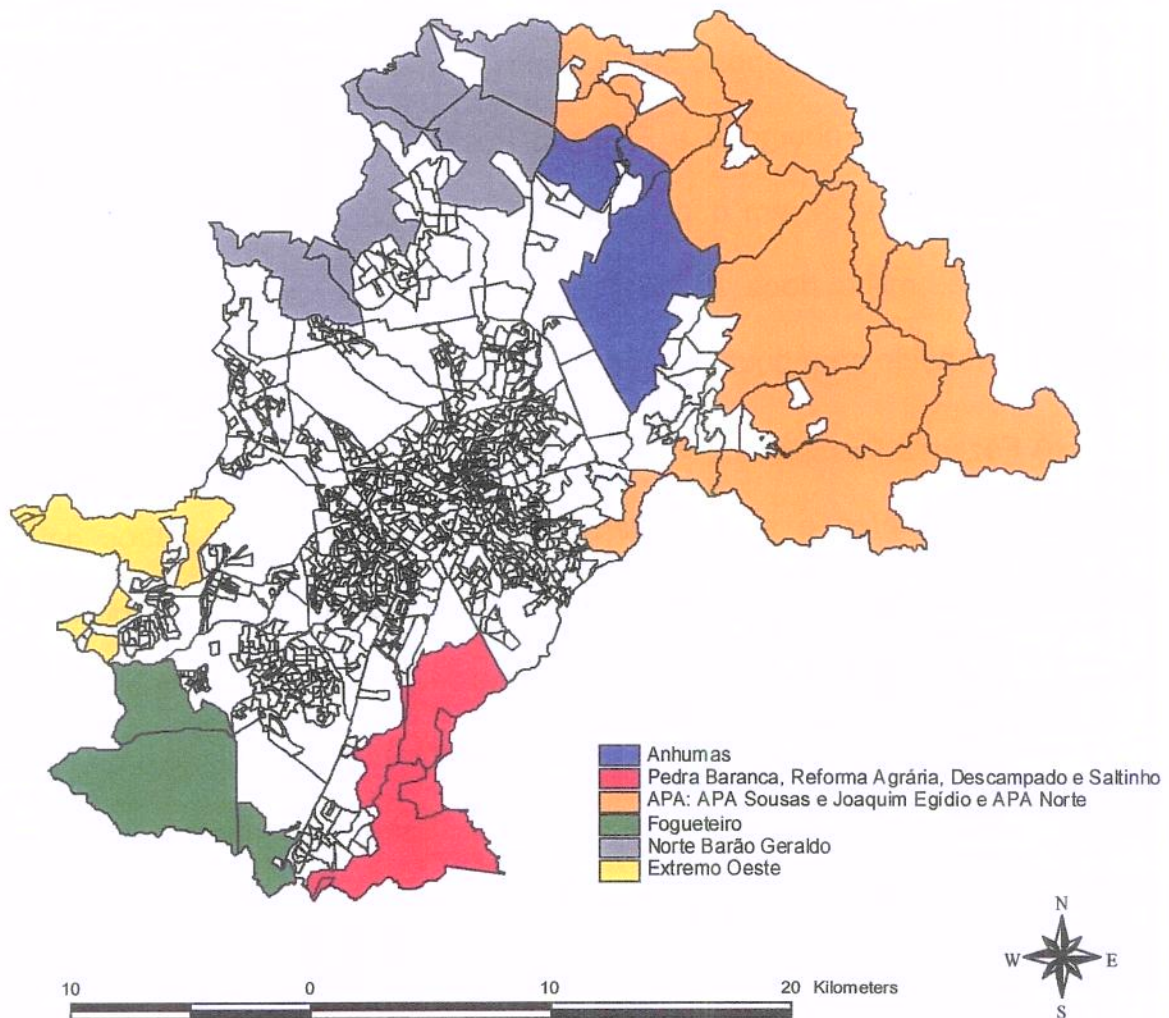 Anhumas
Pedra Baranca, Reforma Agrária, Descampado e Saltinho
APA: APA Sousas e Joaquim Egídio e APA Norte
Fogueteiro
Norte Barão Geraldo
Extremo Oeste
N
W E
S
10 0 10 20 Kilometers